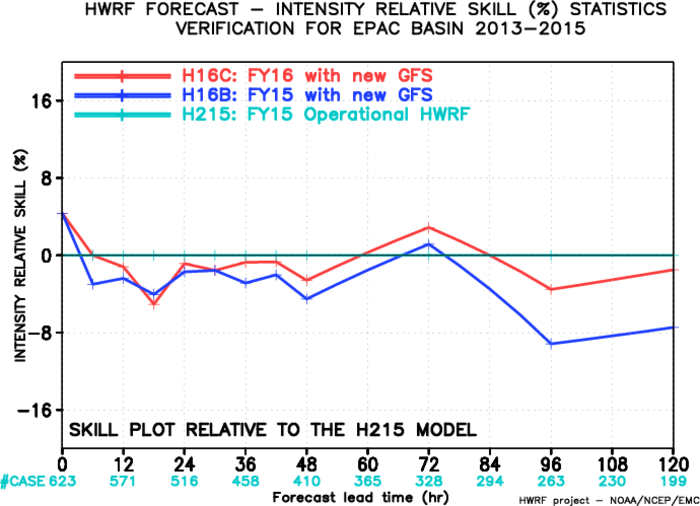 HWRF FORECAST − INTENSITY RELATIVE SKILL (%) STATISTICS
VERIFICATION FOR EPAC BASIN 2013−2015
H16C: FY16 with new GFS
H16B: FY15 with new GFS
H215: FY15 Operational HWRF
INTENSITY RELATIVE SKILL (%)
16
8
0
−8
−16
SKILL PLOT RELATIVE TO THE H215 MODEL
0 12 24 36 48 60 72 84 96 108 120
#CASE 623 571 516 458 410 365 328 294 263 230 199
Forecast lead time (hr)
HWRF project − NOAA/NCEP/EMC